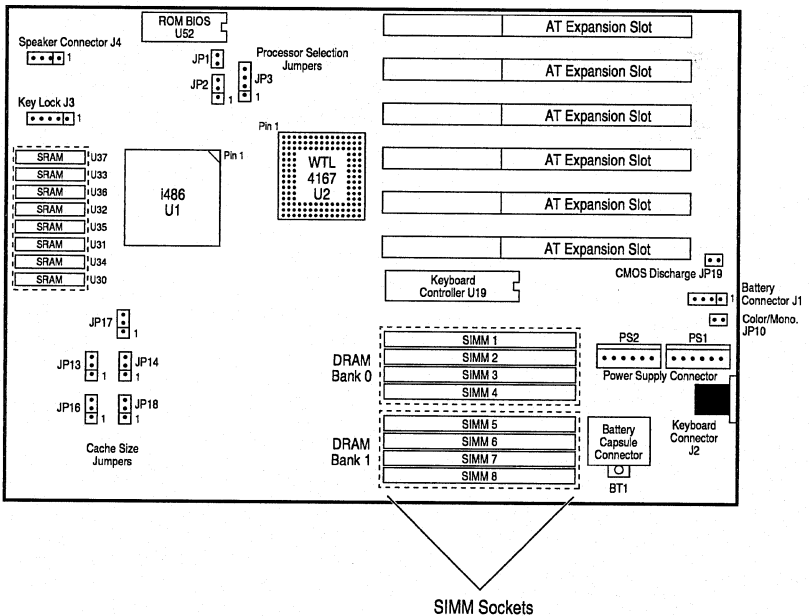 ROM BIOS
U52
Speaker Connector J4
1
JP1
JP2
1
Processor Selection
Jumpers
JP3
1
Key Lock J3
1
AT Expansion Slot
AT Expansion Slot
AT Expansion Slot
AT Expansion Slot
AT Expansion Slot
AT Expansion Slot
SRAM U37
SRAM U33
SRAM U36
SRAM U32
SRAM U35
SRAM U31
SRAM U34
SRAM U30
Pin 1
i486
U1
Pin 1
WTL
4167
U2
Keyboard
Controller U19
CMOS Discharge JP19
Battery
Connector J1
1
Color/Mono.
JP10
PS2
PS1
Power Supply Connector
JP17
1
JP13
1
JP14
1
JP16
1
JP18
1
Cache Size
Jumpers
DRAM
Bank 0
SIMM 1
SIMM 2
SIMM 3
SIMM 4
DRAM
Bank 1
SIMM 5
SIMM 6
SIMM 7
SIMM 8
Battery
Capsule
Connector
BT1
Keyboard
Connector
J2
SIMM Sockets